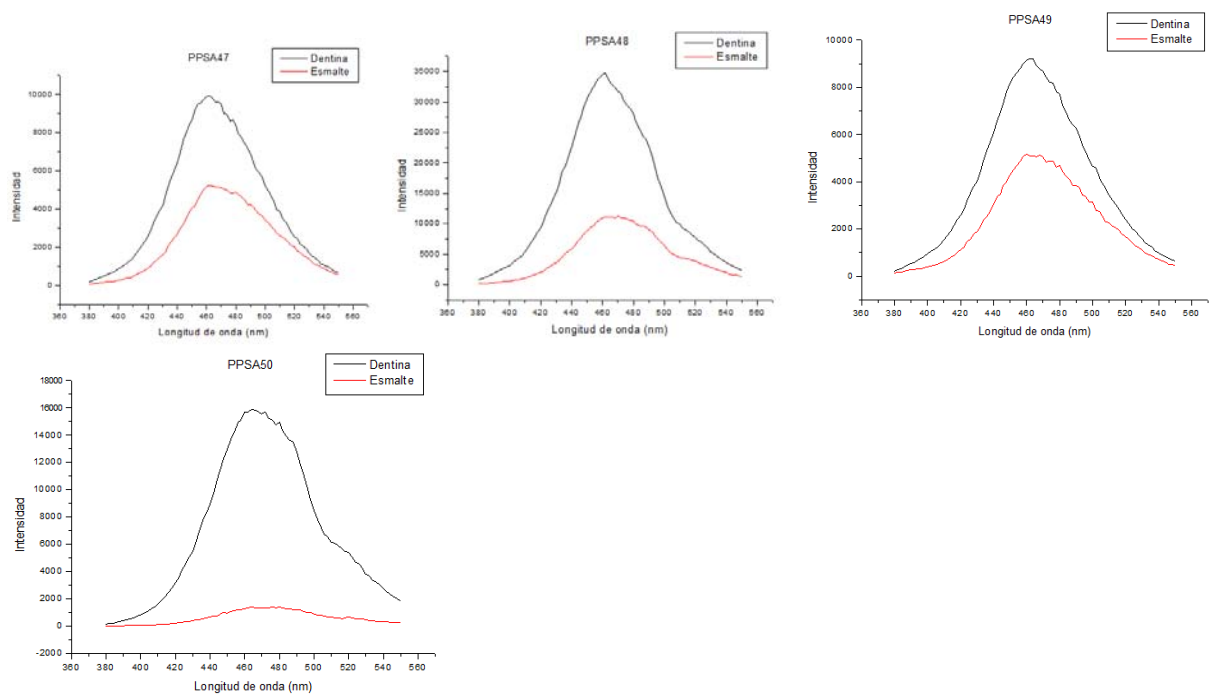 PPSA47
Dentina
Esmalte
10000
8000
6000
4000
2000
0
Intensidad
360 380 400 420 440 460 480 500 520 540 560
Longitud de onda (nm)
PPSA48
Dentina
Esmalte
35000
30000
25000
20000
15000
10000
5000
0
Intensidad
360 380 400 420 440 460 480 500 520 540 560
Longitud de onda (nm)
PPSA49
Dentina
Esmalte
10000
8000
6000
4000
2000
0
Intensidad
360 380 400 420 440 460 480 500 520 540 560
Longitud de onda (nm)
PPSA50
Dentina
Esmalte
18000
16000
14000
12000
10000
8000
6000
4000
2000
0
-2000
Intensidad
360 380 400 420 440 460 480 500 520 540 560
Longitud de onda (nm)